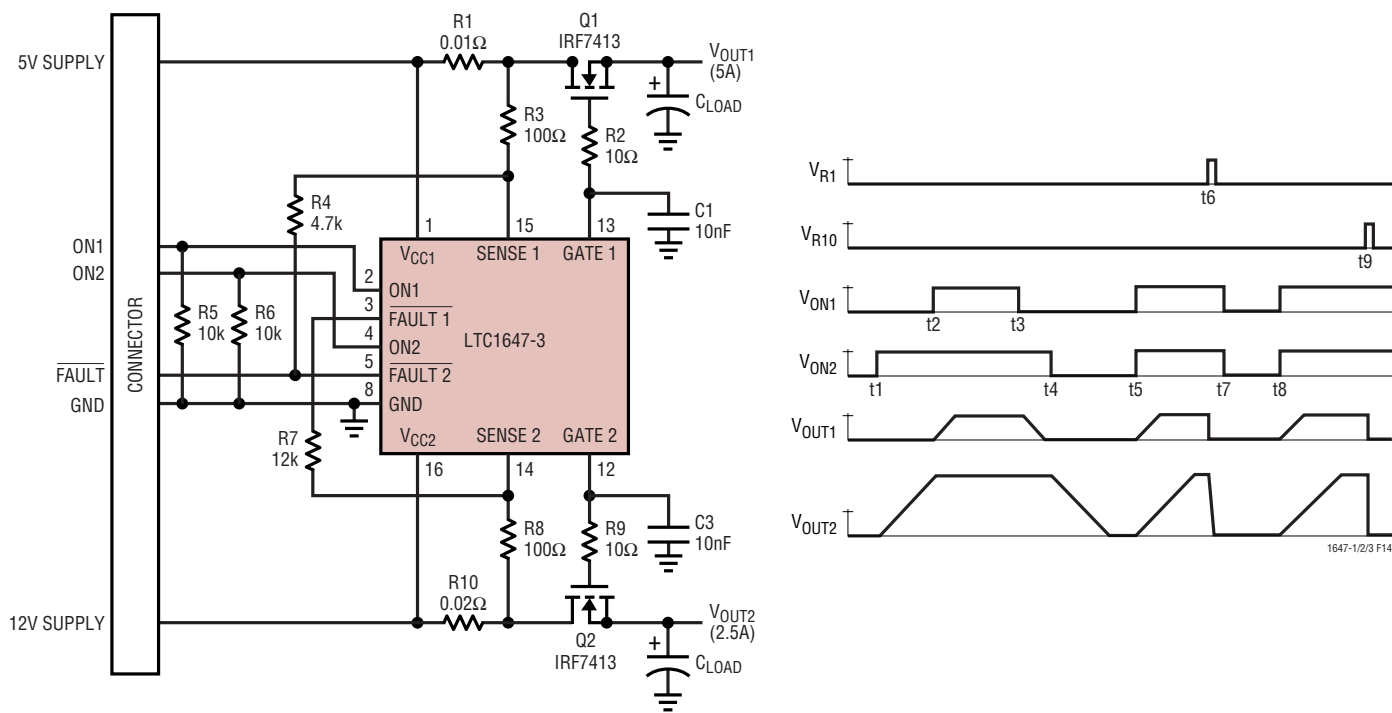 R1
0.01Ω
Q1
IRF7413
5V SUPPLY
VOUT1
(5A)
+
CLOAD
R3
100Ω
R2
10Ω
R4
4.7k
C1
10nF
1
15
13
ON1
ON2
VCC1
SENSE 1
GATE 1
2
ON1
3
FAULT 1
4
ON2
5
FAULT 2
8
GND
LTC1647-3
R5
10k
R6
10k
CONNECTOR
FAULT
GND
VCC2
SENSE 2
GATE 2
R7
12k
16
14
12
R8
100Ω
R9
10Ω
C3
10nF
R10
0.02Ω
12V SUPPLY
Q2
IRF7413
VOUT2
(2.5A)
+
CLOAD
VR1
t6
VR10
t9
VON1
t2
t3
VON2
t1
t4
t5
t7
t8
VOUT1
VOUT2
1647-1/2/3 F14